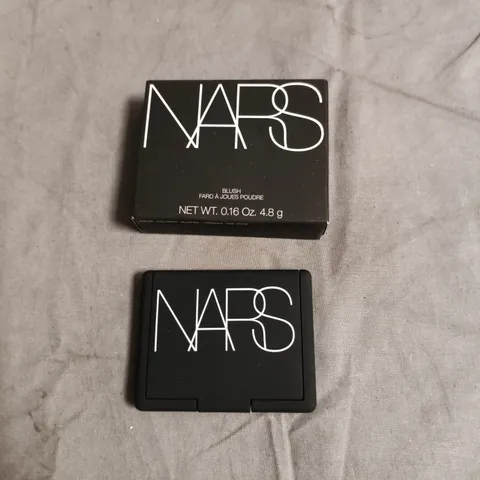 NARS
BLUSH
FARD À JOUES POUDRE
NET WT. 0.16 Oz. 4.8 g
NARS